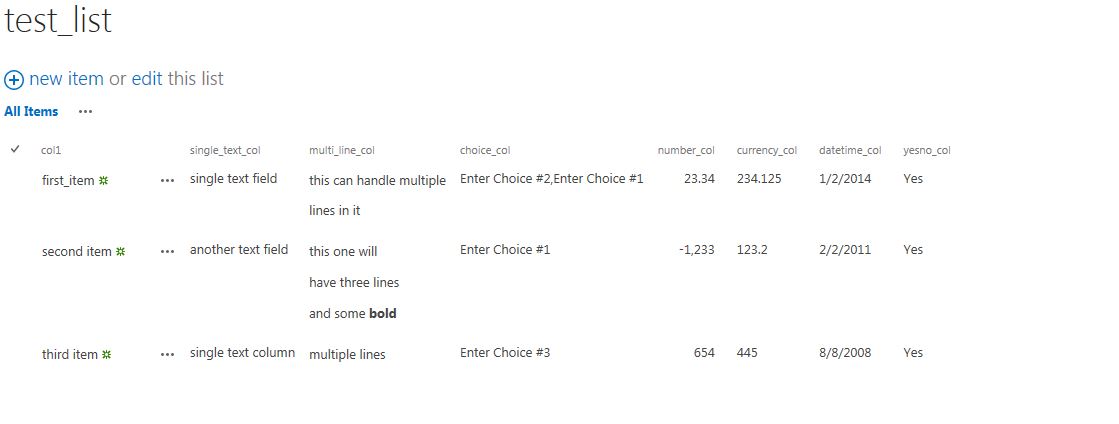 test_list
new item or edit this list
All Items ...
col1 single_text_col multi_line_col choice_col number_col currency_col datetime_col yesno_col
first_item ... single text field this can handle multiple Enter Choice #2,Enter Choice #1 23.34 234.125 1/2/2014 Yes
lines in it
second item ... another text field this one will Enter Choice #1 -1,233 123.2 2/2/2011 Yes
have three lines
and some bold
third item ... single text column multiple lines Enter Choice #3 654 445 8/8/2008 Yes